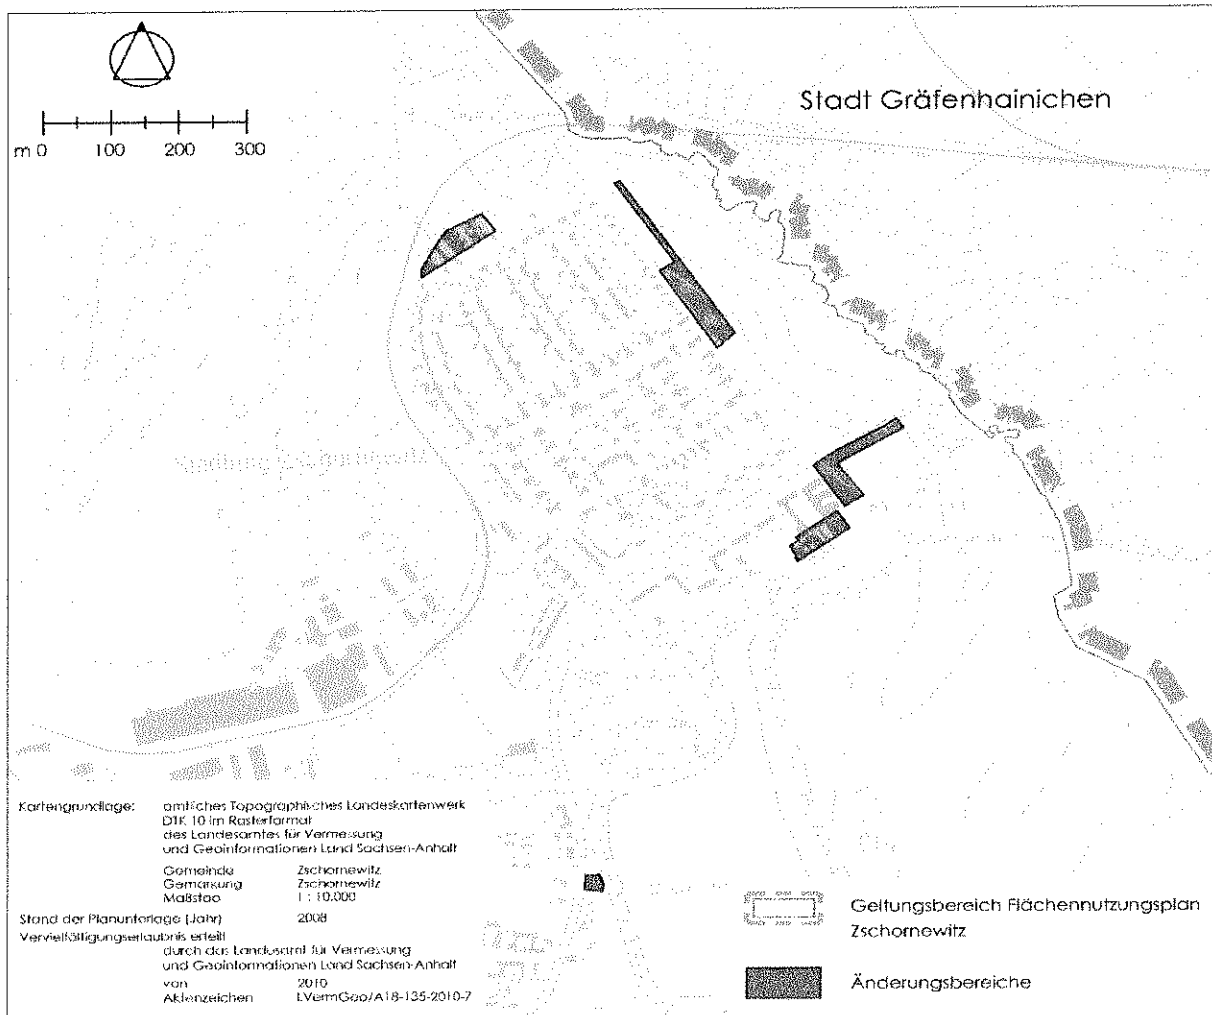 Stadt Gräfenhainichen
m 0 100 200 300
Kartengrundlage: amtliches Topographisches Landeskartenwerk
DTK 10 im Rasterformat
des Landesamtes für Vermessung
und Geoinformationen Land Sachsen-Anhalt
Gemeinde Zschornewitz
Gemarkung Zschornewitz
Maßstab 1 : 10.000
Stand der Planunterlage (Jahr) 2008
Vervielfältigungserlaubnis erteilt
durch das Landesamt für Vermessung
und Geoinformationen Land Sachsen-Anhalt
von 2010
Aktenzeichen LVermGeo/A18-135-2010-7
Geltungsbereich Flächennutzungsplan
Zschornewitz
Änderungsbereiche